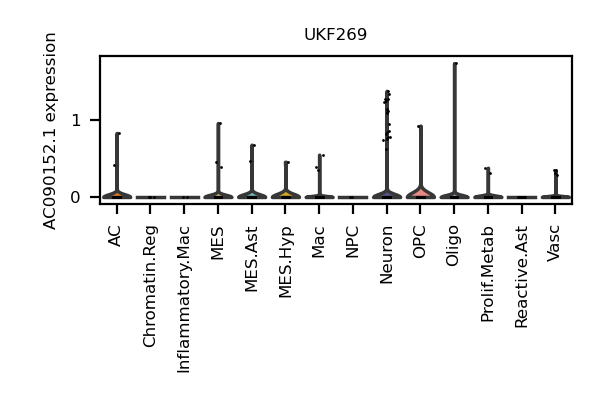 UKF269
AC090152.1 expression
1
0
AC
Chromatin.Reg
Inflammatory.Mac
MES
MES.Ast
MES.Hyp
Mac
NPC
Neuron
OPC
Oligo
Prolif.Metab
Reactive.Ast
Vasc